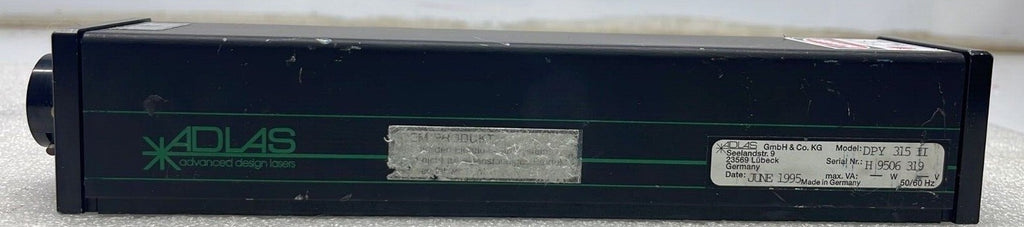 ADLAS
advanced design lasers
ADLAS GmbH & Co. KG
Seelandstr. 9
23569 Lübeck
Germany
Date: JUNE 1995
Model: DPY 315 II
Serial Nr.: H 9506 319
max. VA: — W — V
Made in Germany 50/60 Hz